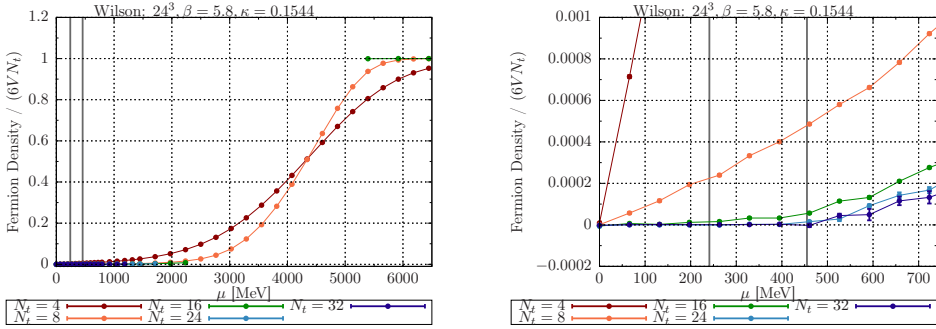 Wilson: 24³, β = 5.8, κ = 0.1544
Fermion Density / (6VN_t)
1.2
1
0.8
0.6
0.4
0.2
0
0 1000 2000 3000 4000 5000 6000
μ [MeV]
N_t = 4 N_t = 16 N_t = 32
N_t = 8 N_t = 24
Wilson: 24³, β = 5.8, κ = 0.1544
Fermion Density / (6VN_t)
0.001
0.0008
0.0006
0.0004
0.0002
0
−0.0002
0 100 200 300 400 500 600 700
μ [MeV]
N_t = 4 N_t = 16 N_t = 32
N_t = 8 N_t = 24